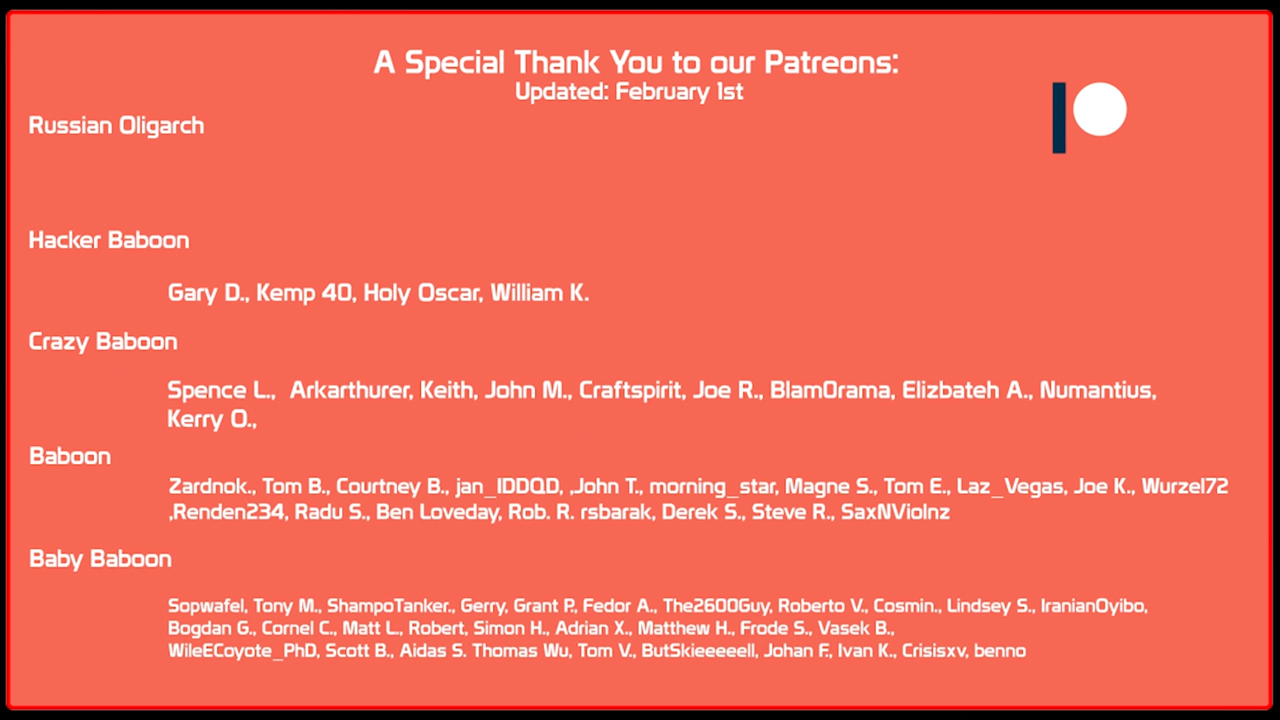 A Special Thank You to our Patreons:
Updated: February 1st
Russian Oligarch
Hacker Baboon
Gary D., Kemp 40, Holy Oscar, William K.
Crazy Baboon
Spence L.,  Arkarthurer, Keith, John M., Craftspirit, Joe R., Blam0rama, Elizbateh A., Numantius,
Kerry O.,
Baboon
Zardnok., Tom B., Courtney B., jan_IDDQD, ,John T., morning_star, Magne S., Tom E., Laz_Vegas, Joe K., Wurzel72
,Renden234, Radu S., Ben Loveday, Rob. R. rsbarak, Derek S., Steve R., SaxNViolnz
Baby Baboon
Sopwafel, Tony M., ShampoTanker., Gerry, Grant P., Fedor A., The2600Guy, Roberto V., Cosmin., Lindsey S., IranianOyibo,
Bogdan G., Cornel C., Matt L., Robert, Simon H., Adrian X., Matthew H., Frode S., Vasek B.,
WileECoyote_PhD, Scott B., Aidas S. Thomas Wu, Tom V., ButSkieeeeell, Johan F., Ivan K., Crisisxv, benno